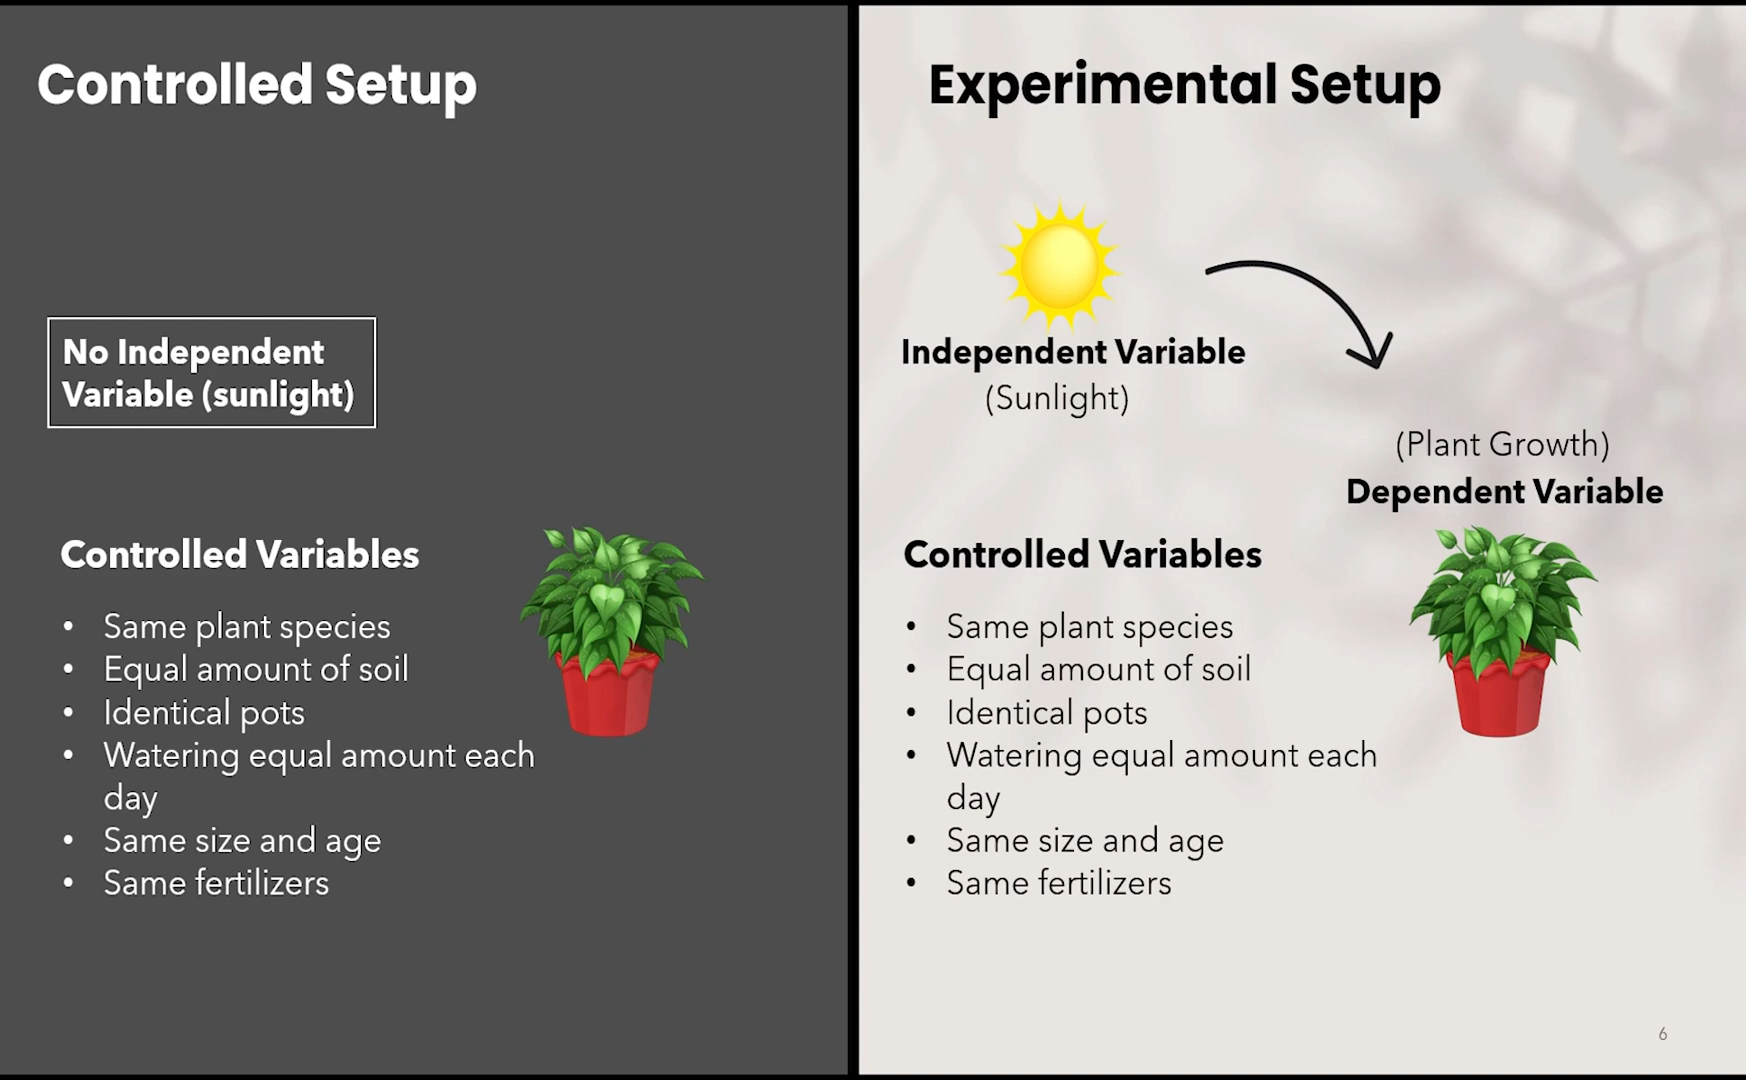 Controlled Setup
No Independent
Variable (sunlight)
Controlled Variables
• Same plant species
• Equal amount of soil
• Identical pots
• Watering equal amount each
day
• Same size and age
• Same fertilizers
Experimental Setup
Independent Variable
(Sunlight)
(Plant Growth)
Dependent Variable
Controlled Variables
• Same plant species
• Equal amount of soil
• Identical pots
• Watering equal amount each
day
• Same size and age
• Same fertilizers
6